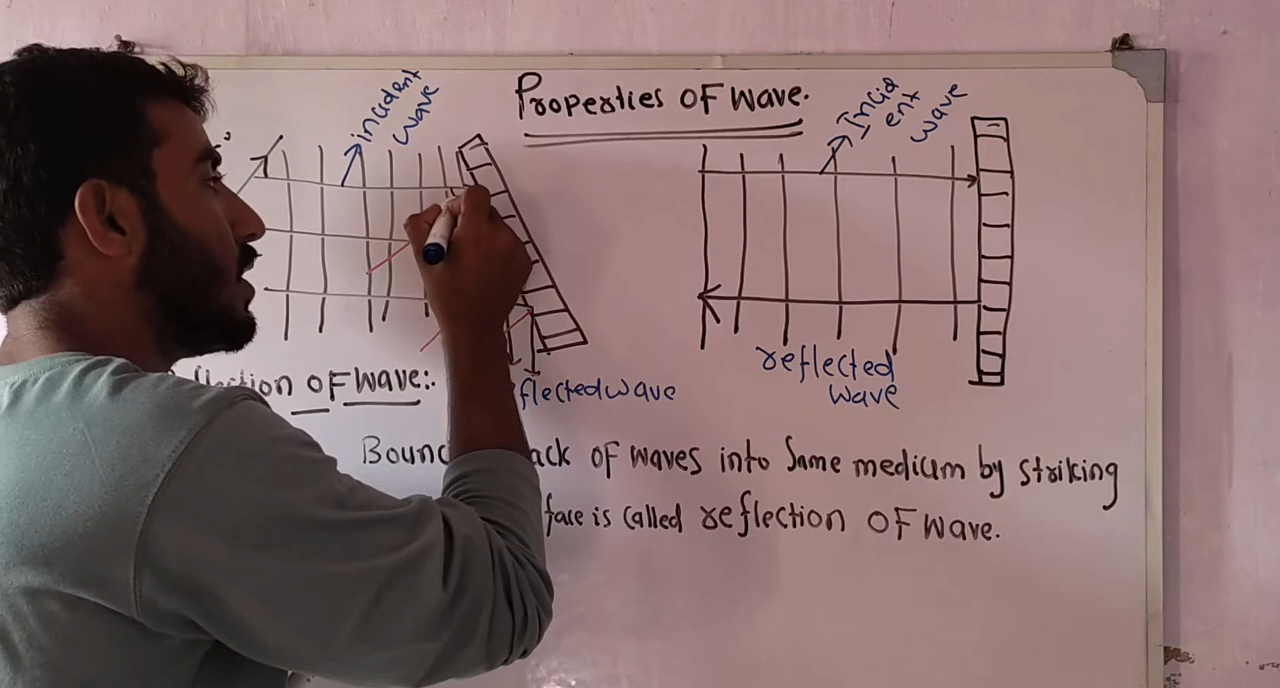 Properties OF Wave.
incident
wave
Incid
ent
wave
reflected
wave
flection OF Wave:.
flected wave
Bounc ack OF waves into Same medium by striking
face is called reflection OF wave.